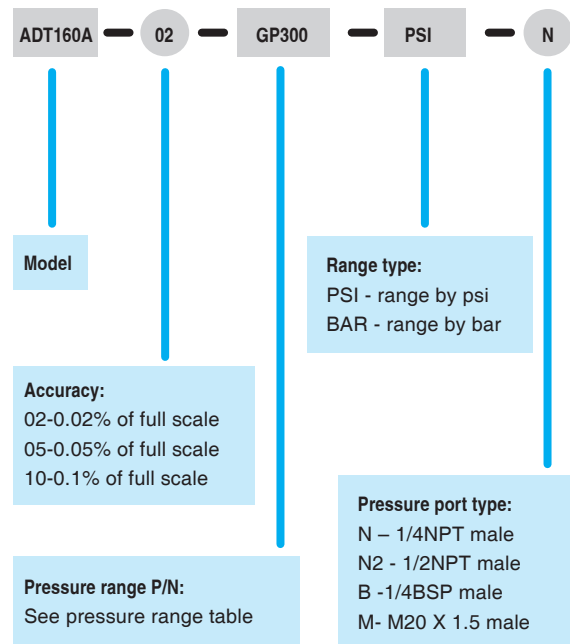 ADT160A 02 GP300 PSI N
Model
Range type:
PSI - range by psi
BAR - range by bar
Accuracy:
02-0.02% of full scale
05-0.05% of full scale
10-0.1% of full scale
Pressure port type:
N – 1/4NPT male
N2 - 1/2NPT male
B -1/4BSP male
M- M20 X 1.5 male
Pressure range P/N:
See pressure range table